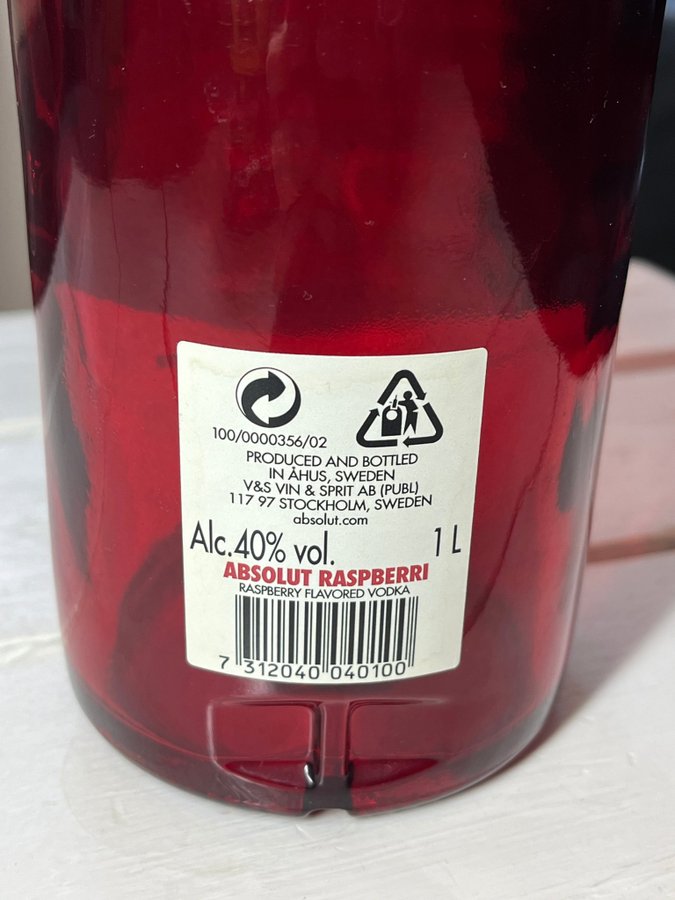 100/0000356/02
PRODUCED AND BOTTLED
IN ÅHUS, SWEDEN
V&S VIN & SPRIT AB (PUBL)
117 97 STOCKHOLM, SWEDEN
absolut.com
Alc.40% vol. 1 L
ABSOLUT RASPBERRI
RASPBERRY FLAVORED VODKA
7 312040 040100